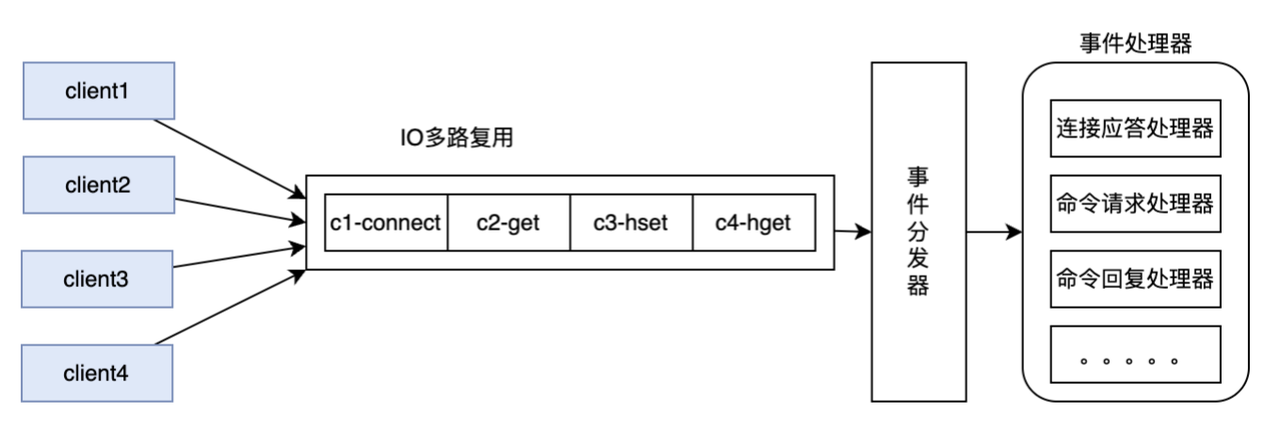 client1
client2
client3
client4
IO多路复用
c1-connect
c2-get
c3-hset
c4-hget
事件分发器
事件处理器
连接应答处理器
命令请求处理器
命令回复处理器
。。。。。